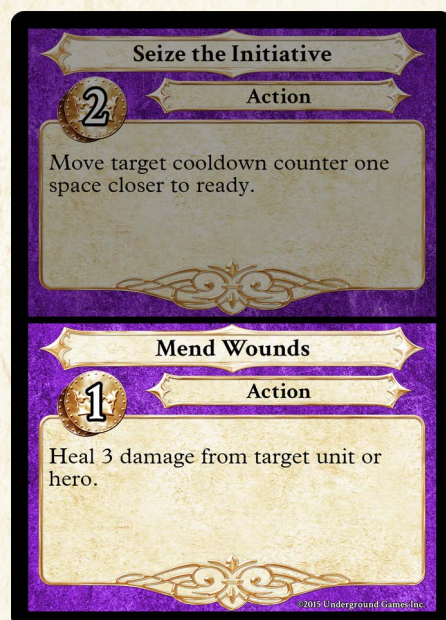 Seize the Initiative
2
Action
Move target cooldown counter one
space closer to ready.
Mend Wounds
1
Action
Heal 3 damage from target unit or
hero.
©2015 Underground Games Inc.